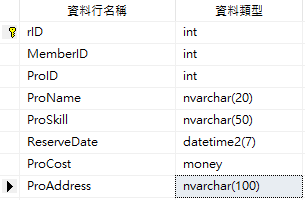 資料行名稱 資料類型
rID int
MemberID int
ProID int
ProName nvarchar(20)
ProSkill nvarchar(50)
ReserveDate datetime2(7)
ProCost money
ProAddress nvarchar(100)